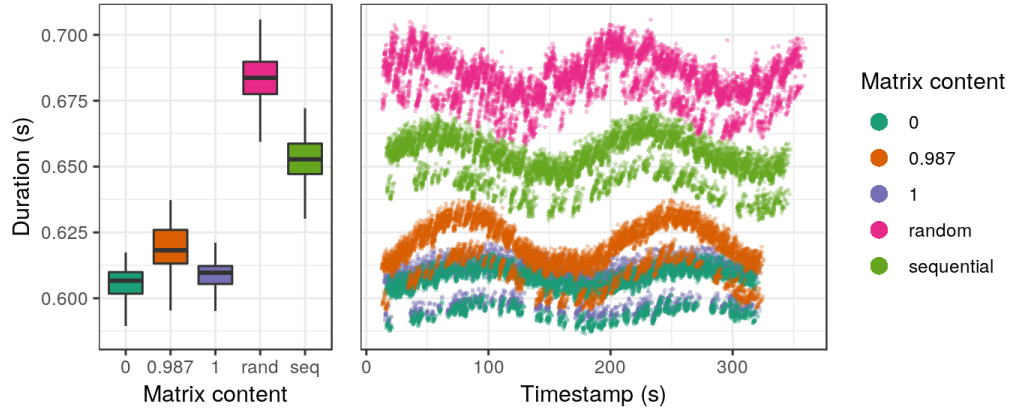 Duration (s)
0.700
0.675
0.650
0.625
0.600
0 0.987 1 rand seq
Matrix content
0 100 200 300
Timestamp (s)
Matrix content
0
0.987
1
random
sequential